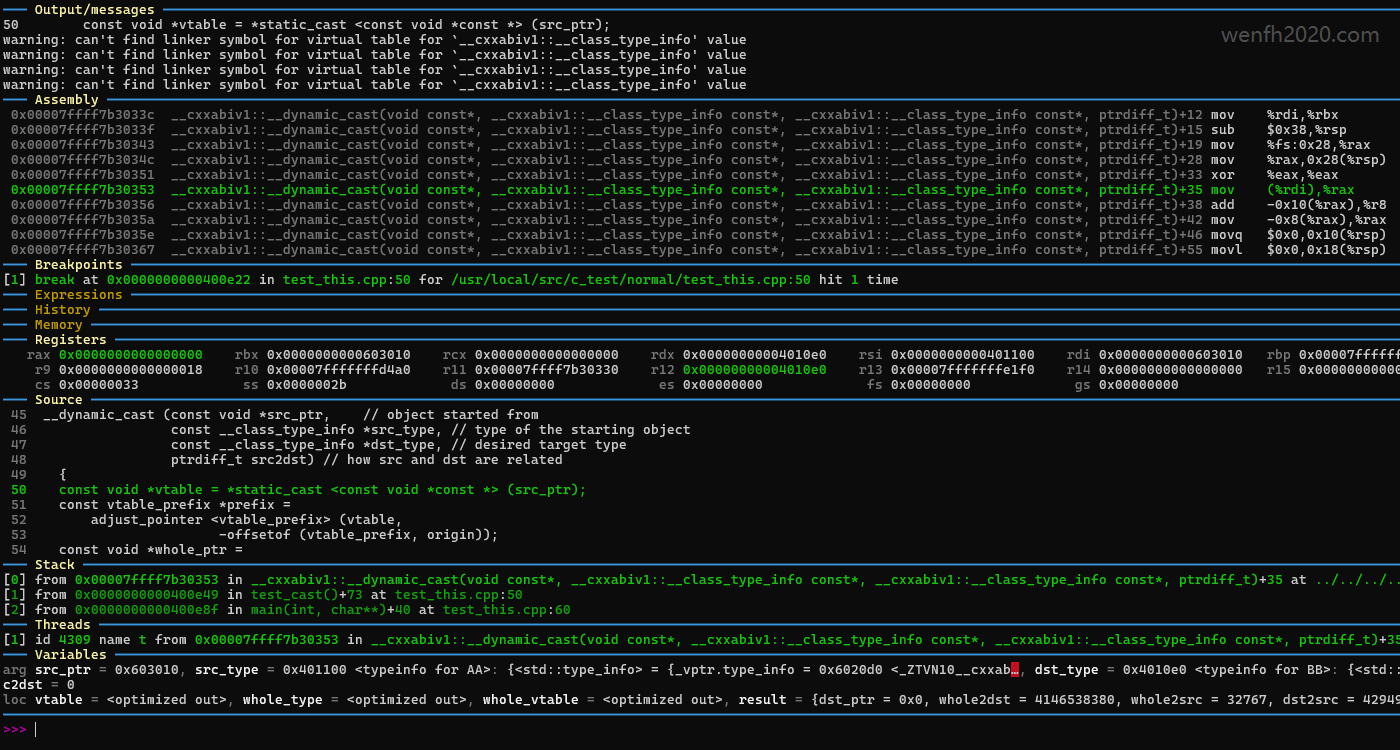 Output/messages
50        const void *vtable = *static_cast <const void *const *> (src_ptr);
wenfh2020.com
warning: can't find linker symbol for virtual table for `__cxxabiv1::__class_type_info' value
warning: can't find linker symbol for virtual table for `__cxxabiv1::__class_type_info' value
warning: can't find linker symbol for virtual table for `__cxxabiv1::__class_type_info' value
warning: can't find linker symbol for virtual table for `__cxxabiv1::__class_type_info' value
Assembly
0x00007ffff7b3033c  __cxxabiv1::__dynamic_cast(void const*, __cxxabiv1::__class_type_info const*, __cxxabiv1::__class_type_info const*, ptrdiff_t)+12 mov    %rdi,%rbx
0x00007ffff7b3033f  __cxxabiv1::__dynamic_cast(void const*, __cxxabiv1::__class_type_info const*, __cxxabiv1::__class_type_info const*, ptrdiff_t)+15 sub    $0x38,%rsp
0x00007ffff7b30343  __cxxabiv1::__dynamic_cast(void const*, __cxxabiv1::__class_type_info const*, __cxxabiv1::__class_type_info const*, ptrdiff_t)+19 mov    %fs:0x28,%rax
0x00007ffff7b3034c  __cxxabiv1::__dynamic_cast(void const*, __cxxabiv1::__class_type_info const*, __cxxabiv1::__class_type_info const*, ptrdiff_t)+28 mov    %rax,0x28(%rsp)
0x00007ffff7b30351  __cxxabiv1::__dynamic_cast(void const*, __cxxabiv1::__class_type_info const*, __cxxabiv1::__class_type_info const*, ptrdiff_t)+33 xor    %eax,%eax
0x00007ffff7b30353  __cxxabiv1::__dynamic_cast(void const*, __cxxabiv1::__class_type_info const*, __cxxabiv1::__class_type_info const*, ptrdiff_t)+35 mov    (%rdi),%rax
0x00007ffff7b30356  __cxxabiv1::__dynamic_cast(void const*, __cxxabiv1::__class_type_info const*, __cxxabiv1::__class_type_info const*, ptrdiff_t)+38 add    -0x10(%rax),%r8
0x00007ffff7b3035a  __cxxabiv1::__dynamic_cast(void const*, __cxxabiv1::__class_type_info const*, __cxxabiv1::__class_type_info const*, ptrdiff_t)+42 mov    -0x8(%rax),%rax
0x00007ffff7b3035e  __cxxabiv1::__dynamic_cast(void const*, __cxxabiv1::__class_type_info const*, __cxxabiv1::__class_type_info const*, ptrdiff_t)+46 movq   $0x0,0x10(%rsp)
0x00007ffff7b30367  __cxxabiv1::__dynamic_cast(void const*, __cxxabiv1::__class_type_info const*, __cxxabiv1::__class_type_info const*, ptrdiff_t)+55 movl   $0x0,0x18(%rsp)
Breakpoints
[1] break at 0x0000000000400e22 in test_this.cpp:50 for /usr/local/src/c_test/normal/test_this.cpp:50 hit 1 time
Expressions
History
Memory
Registers
rax 0x0000000000000000    rbx 0x0000000000603010    rcx 0x0000000000000000    rdx 0x00000000004010e0    rsi 0x0000000000401100    rdi 0x0000000000603010   rbp 0x00007ffffff
r9 0x0000000000000018    r10 0x00007fffffffd4a0    r11 0x00007ffff7b30330    r12 0x00000000004010e0    r13 0x00007fffffffe1f0    r14 0x0000000000000000   r15 0x00000000000
cs 0x00000033    ss 0x0000002b    ds 0x00000000    es 0x00000000    fs 0x00000000    gs 0x00000000
Source
45  __dynamic_cast (const void *src_ptr,    // object started from
46                  const __class_type_info *src_type, // type of the starting object
47                  const __class_type_info *dst_type, // desired target type
48                  ptrdiff_t src2dst) // how src and dst are related
49    {
50    const void *vtable = *static_cast <const void *const *> (src_ptr);
51    const vtable_prefix *prefix =
52        adjust_pointer <vtable_prefix> (vtable,
53                        -offsetof (vtable_prefix, origin));
54    const void *whole_ptr =
Stack
[0] from 0x00007ffff7b30353 in __cxxabiv1::__dynamic_cast(void const*, __cxxabiv1::__class_type_info const*, __cxxabiv1::__class_type_info const*, ptrdiff_t)+35 at ../../../..
[1] from 0x0000000000400e49 in test_cast()+73 at test_this.cpp:50
[2] from 0x0000000000400e8f in main(int, char**)+40 at test_this.cpp:60
Threads
[1] id 4309 name t from 0x00007ffff7b30353 in __cxxabiv1::__dynamic_cast(void const*, __cxxabiv1::__class_type_info const*, __cxxabiv1::__class_type_info const*, ptrdiff_t)+35
Variables
arg src_ptr = 0x603010, src_type = 0x401100 <typeinfo for AA>: {<std::type_info> = {_vptr.type_info = 0x6020d0 <_ZTVN10__cxxab…, dst_type = 0x4010e0 <typeinfo for BB>: {<std::
c2dst = 0
loc vtable = <optimized out>, whole_type = <optimized out>, whole_vtable = <optimized out>, result = {dst_ptr = 0x0, whole2dst = 4146538380, whole2src = 32767, dst2src = 42949
>>>